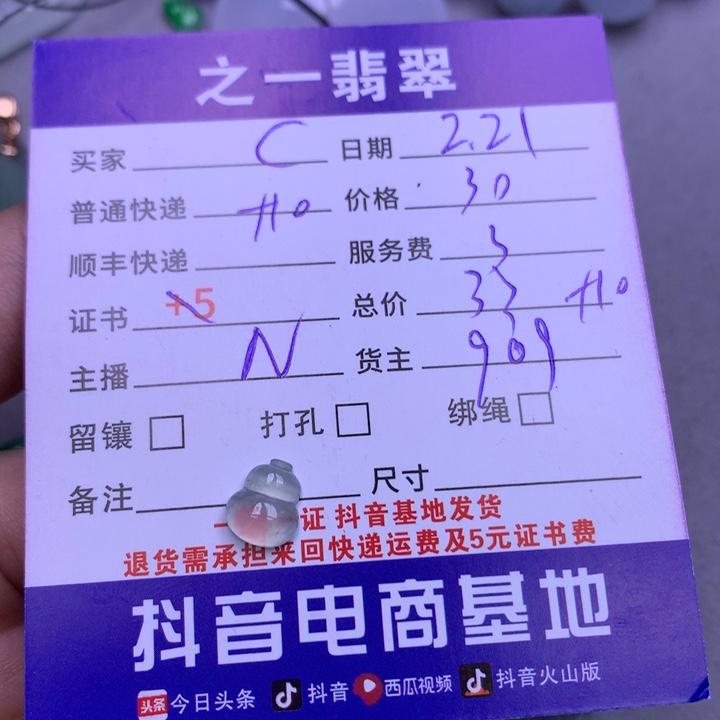 之一翡翠
买家 C 日期 2.21
普通快递 +10 价格 30
顺丰快递 服务费 3
证书 +5 总价 33 +10
主播 N 货主 909
留镶 打孔 绑绳
备注 尺寸
证 抖音基地发货
退货需承担来回快递运费及5元证书费
抖音电商基地
头条 今日头条 抖音 西瓜视频 抖音火山版